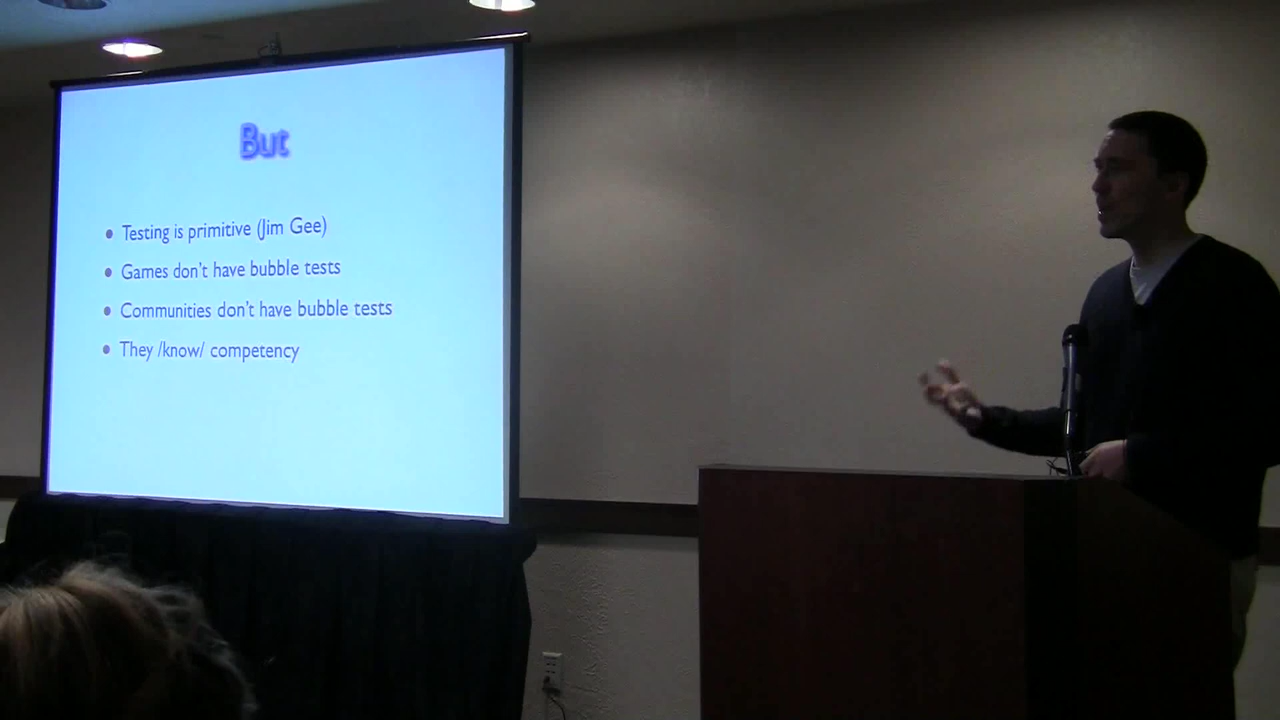 But
• Testing is primitive (Jim Gee)
• Games don't have bubble tests
• Communities don't have bubble tests
• They /know/ competency